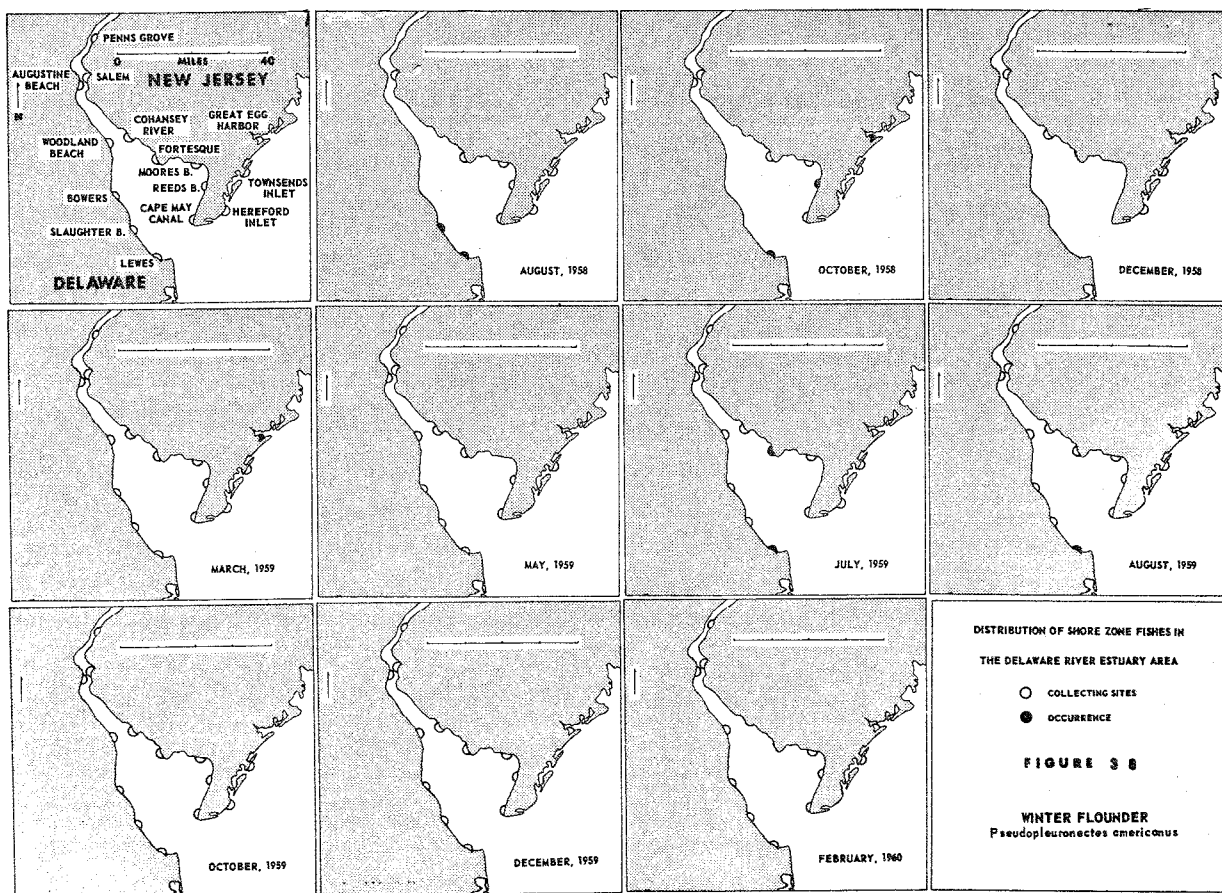 PENNS GROVE
0 MILES 40
AUGUSTINE
BEACH
SALEM
NEW JERSEY
N
COHANSEY
RIVER
GREAT EGG
HARBOR
WOODLAND
BEACH
FORTESQUE
MOORES B.
REEDS B.
TOWNSENDS
INLET
BOWERS
CAPE MAY
CANAL
HEREFORD
INLET
SLAUGHTER B.
LEWES
DELAWARE
AUGUST, 1958
OCTOBER, 1958
DECEMBER, 1958
MARCH, 1959
MAY, 1959
JULY, 1959
AUGUST, 1959
OCTOBER, 1959
DECEMBER, 1959
FEBRUARY, 1960
DISTRIBUTION OF SHORE ZONE FISHES IN
THE DELAWARE RIVER ESTUARY AREA
COLLECTING SITES
OCCURRENCE
FIGURE 38
WINTER FLOUNDER
Pseudopleuronectes americanus